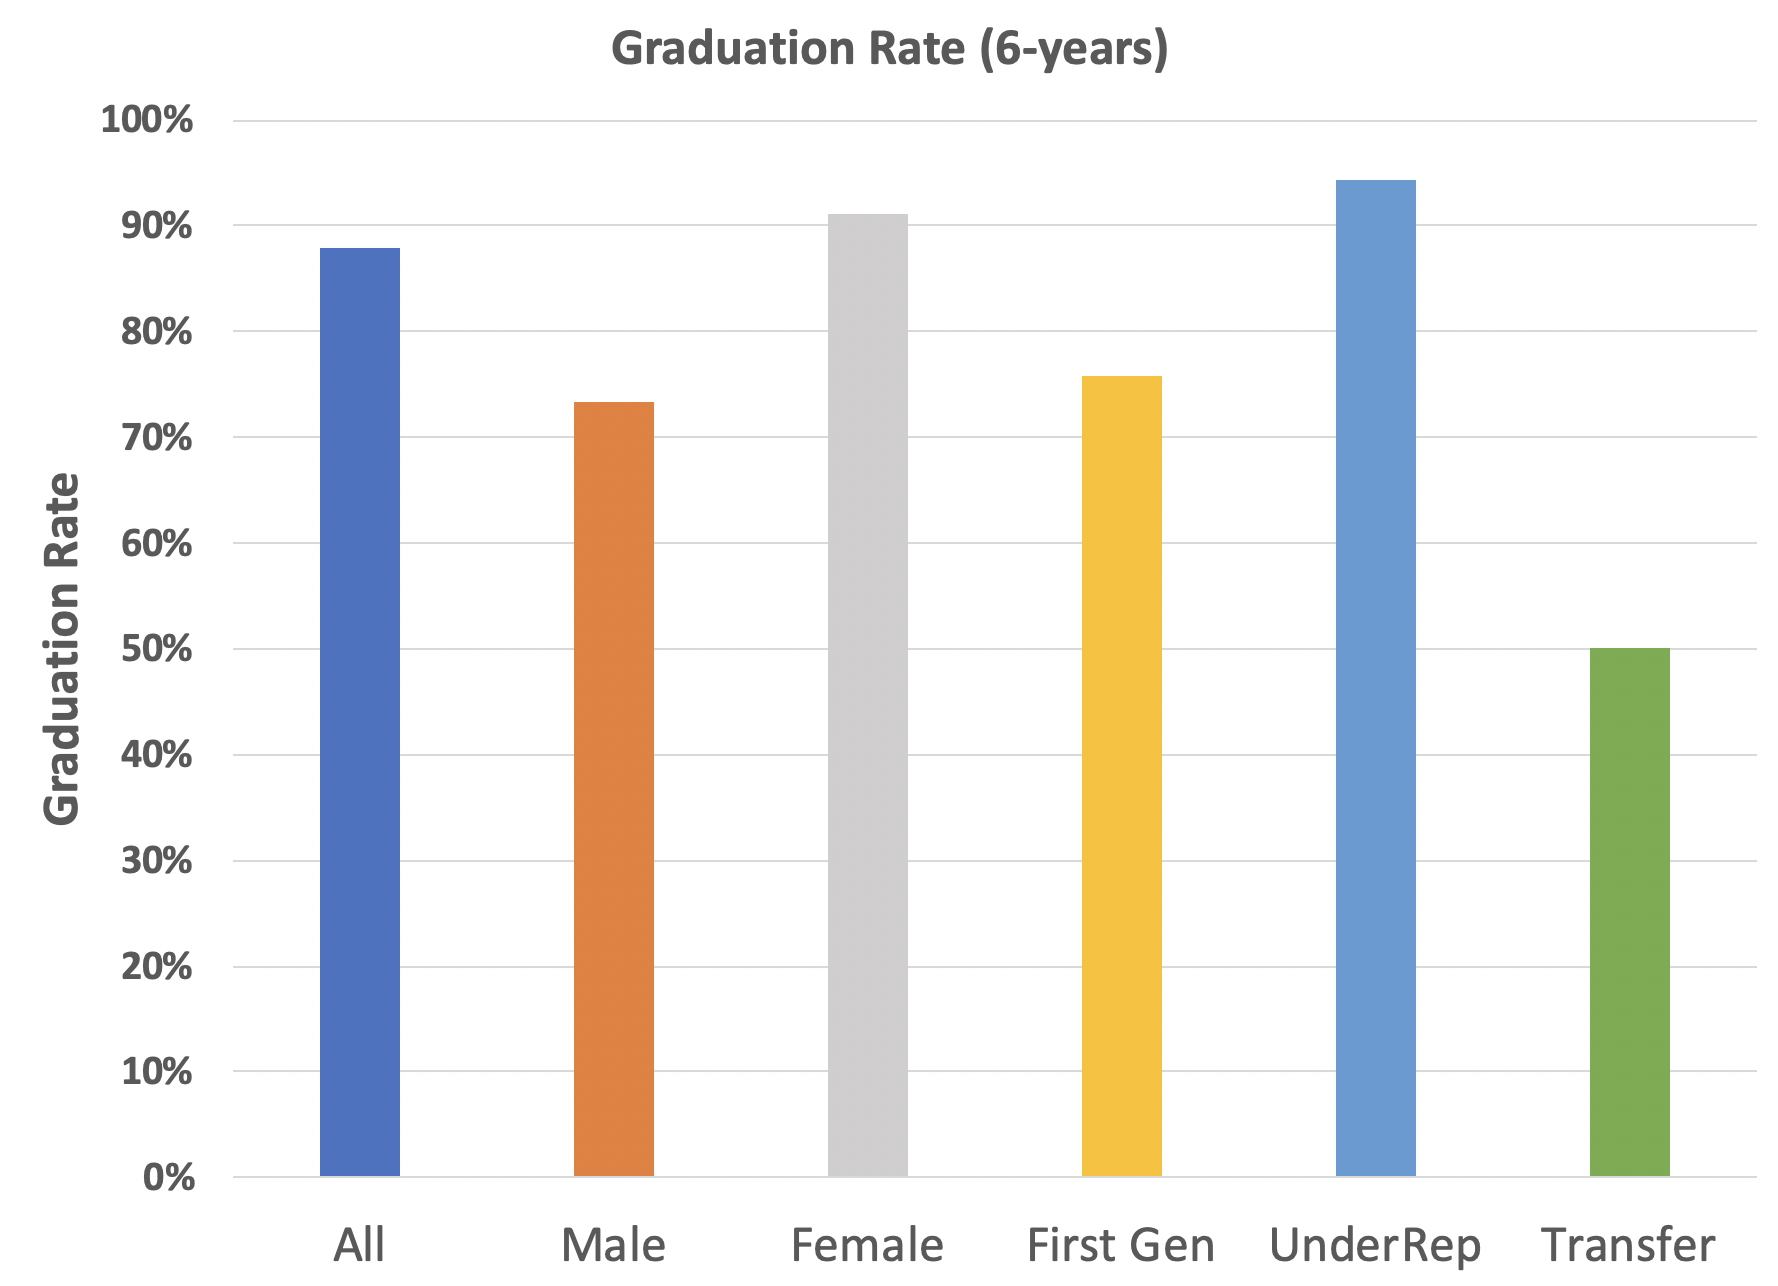 Graduation Rate (6-years)
100%
90%
80%
70%
60%
50%
40%
30%
20%
10%
0%
Graduation Rate
All
Male
Female
First Gen
UnderRep
Transfer